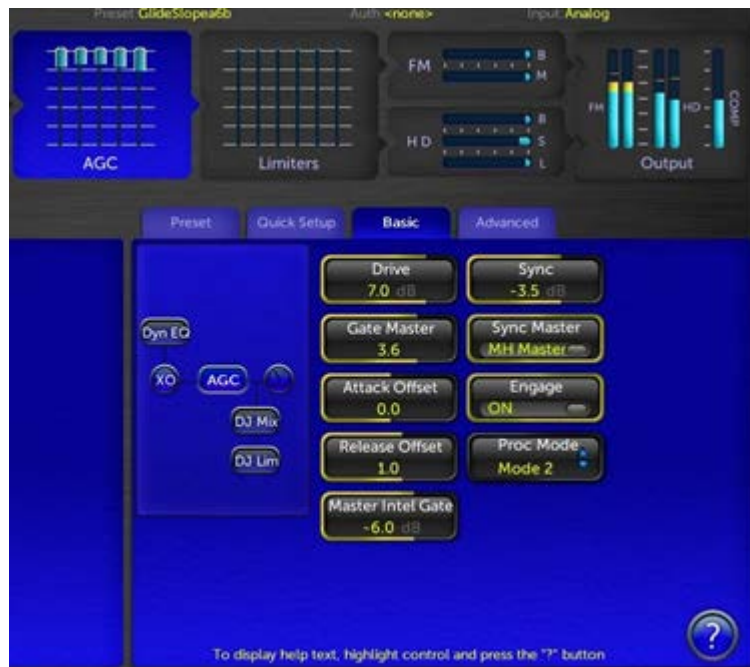 Preset GlideSlopea6b Auth <none> Input Analog
B
FM
M
B
HD S
L
FM HD COMP
AGC Limiters Output
Preset Quick Setup Basic Advanced
Drive Sync
7.0 dB -3.5 dB
Gate Master Sync Master
3.6 MH Master
Dyn EQ
XO AGC
Attack Offset Engage
0.0 ON
DJ Mix
DJ Lim
Release Offset Proc Mode
1.0 Mode 2
Master Intel Gate
-6.0 dB
?
To display help text, highlight control and press the "?" button